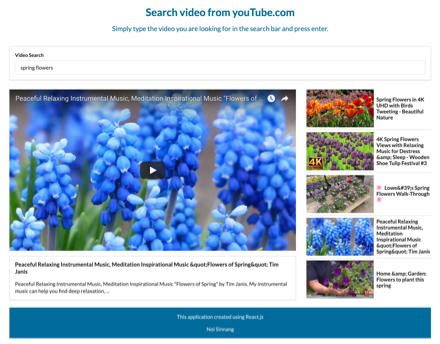 Search video from youTube.com
Simply type the video you are looking for in the search bar and press enter.
Video Search
spring flowers
Peaceful Relaxing Instrumental Music, Meditation Inspirational Music "Flowers of ...
Peaceful Relaxing Instrumental Music, Meditation Inspirational Music &quot;Flowers of Spring&quot; Tim
Janis
Peaceful Relaxing Instrumental Music, Meditation Inspirational Music "Flowers of Spring" by Tim Janis. My Instrumental
music can help you find deep relaxation, ...
Spring Flowers in 4K
UHD with Birds
Tweeting - Beautiful
Nature
4K
4K Spring Flowers
Views with Relaxing
Music for Destress
&amp; Sleep - Wooden
Shoe Tulip Festival #3
🌸 Lowe&#39;s Spring
Flowers Walk-Through
🌸
Peaceful Relaxing
Instrumental Music,
Meditation
Inspirational Music
&quot;Flowers of
Spring&quot; Tim Janis
Home &amp; Garden:
Flowers to plant this
spring
This application created using React.js
Noi Sinnang